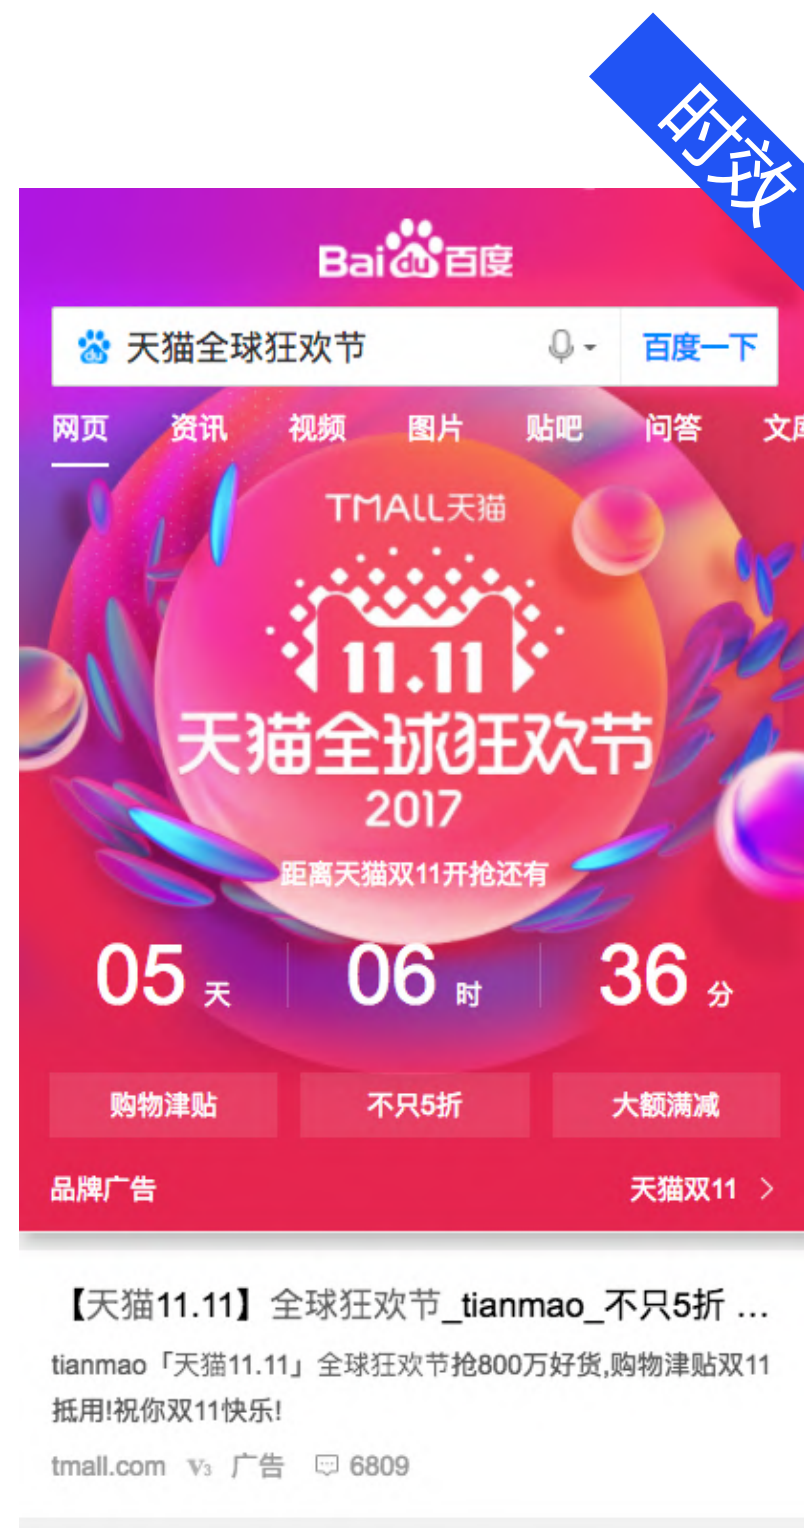 时效
Bai du 百度
du 天猫全球狂欢节 百度一下
网页 资讯 视频 图片 贴吧 问答 文库
TMALL天猫
11.11
天猫全球狂欢节
2017
距离天猫双11开抢还有
05 天 06 时 36 分
购物津贴 不只5折 大额满减
品牌广告 天猫双11 >
【天猫11.11】全球狂欢节_tianmao_不只5折 ...
tianmao「天猫11.11」全球狂欢节抢800万好货,购物津贴双11
抵用!祝你双11快乐!
tmall.com V3 广告 6809